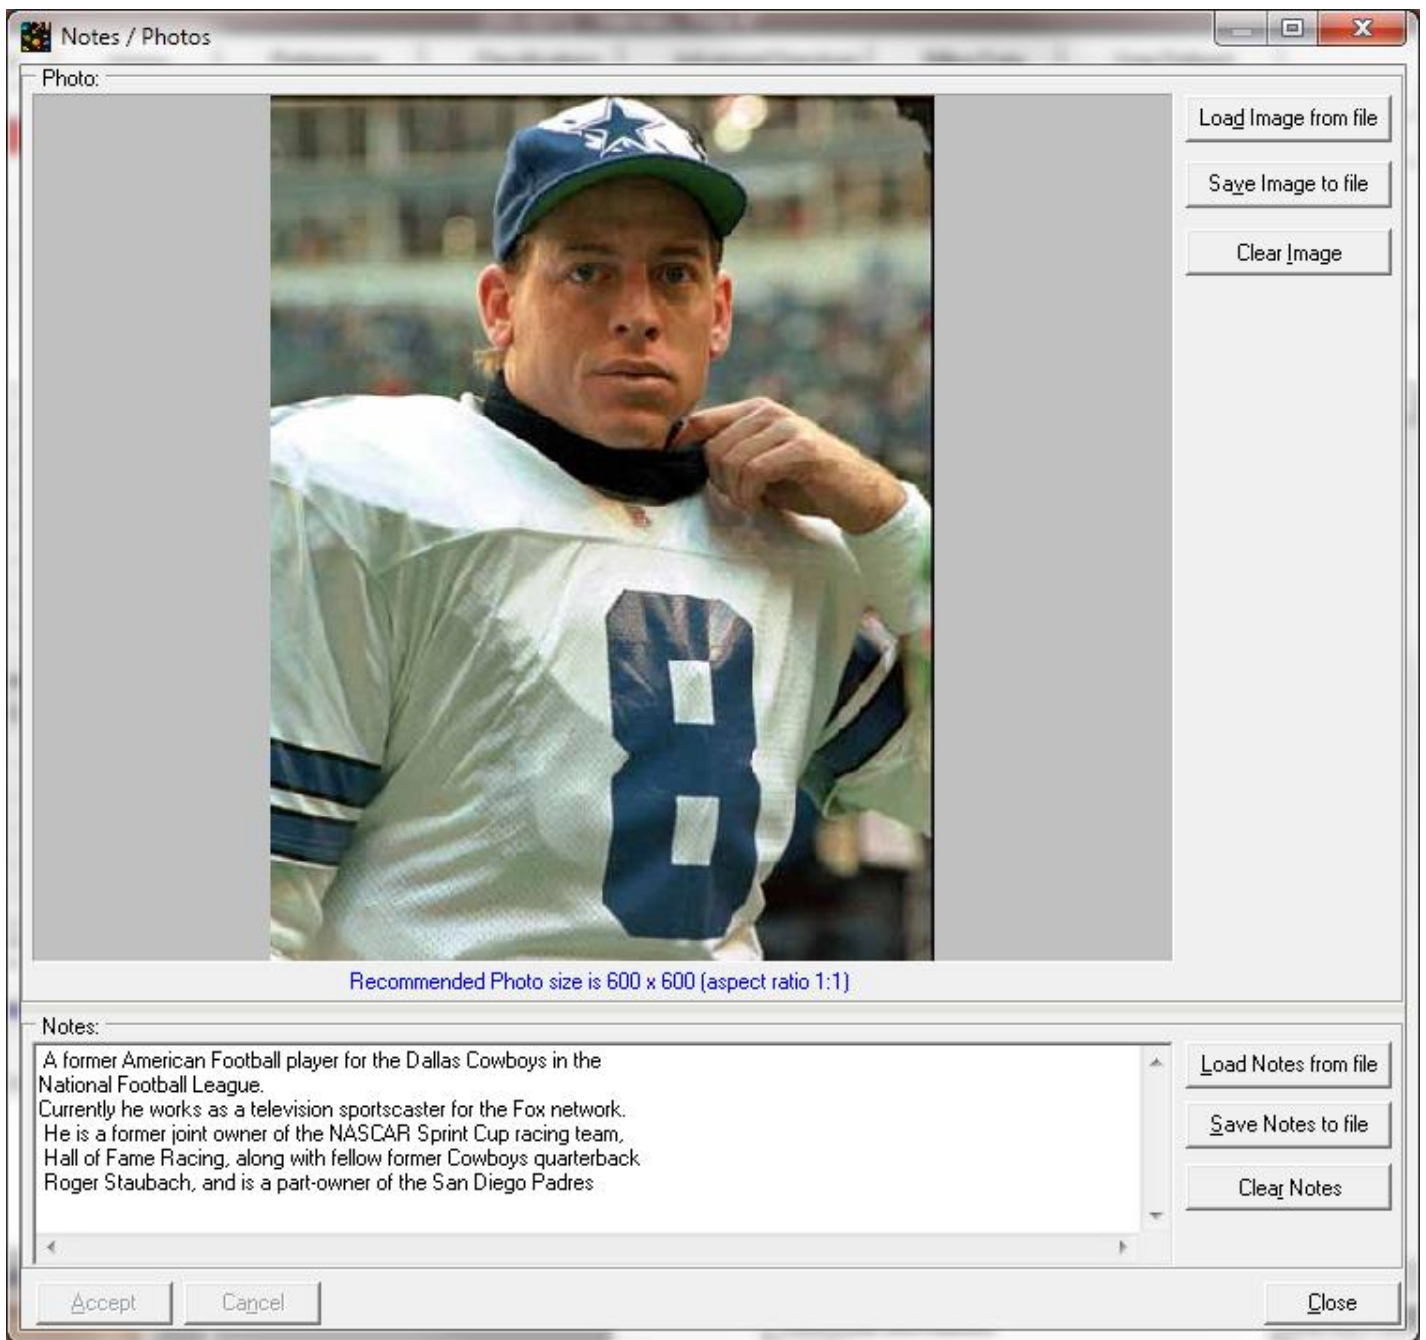 Notes / Photos
Photo:
Load Image from file
Save Image to file
Clear Image
8
Recommended Photo size is 600 x 600 (aspect ratio 1:1)
Notes:
A former American Football player for the Dallas Cowboys in the
National Football League.
Currently he works as a television sportscaster for the Fox network.
He is a former joint owner of the NASCAR Sprint Cup racing team,
Hall of Fame Racing, along with fellow former Cowboys quarterback
Roger Staubach, and is a part-owner of the San Diego Padres
Load Notes from file
Save Notes to file
Clear Notes
Accept
Cancel
Close